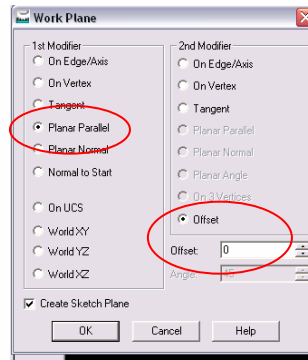 Work Plane
1st Modifier
On Edge/Axis
On Vertex
Tangent
Planar Parallel
Planar Normal
Normal to Start
On UCS
World XY
World YZ
World XZ
2nd Modifier
On Edge/Axis
On Vertex
Tangent
Planar Parallel
Planar Normal
Planar Angle
On 3 Vertices
Offset
Offset: 0
Angle: 45
Create Sketch Plane
OK Cancel Help